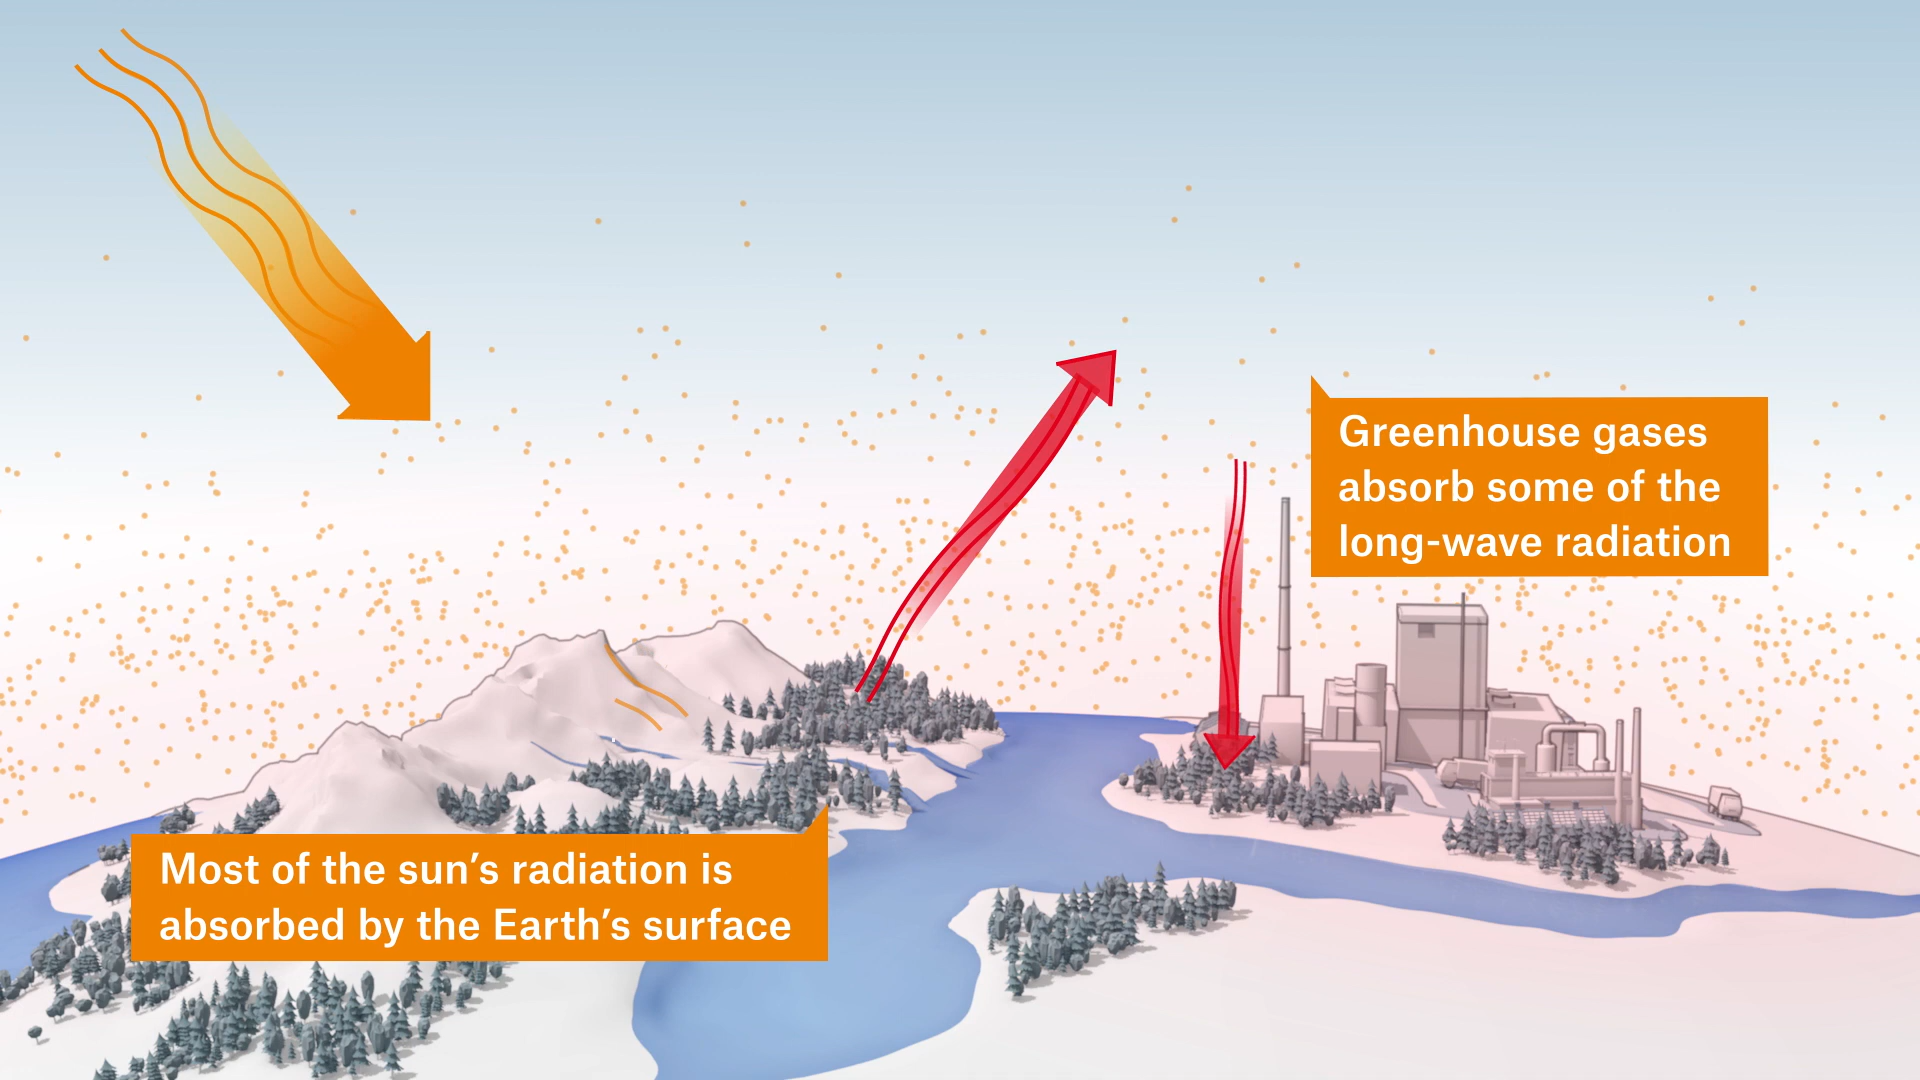 Greenhouse gases
absorb some of the
long-wave radiation
Most of the sun’s radiation is
absorbed by the Earth’s surface